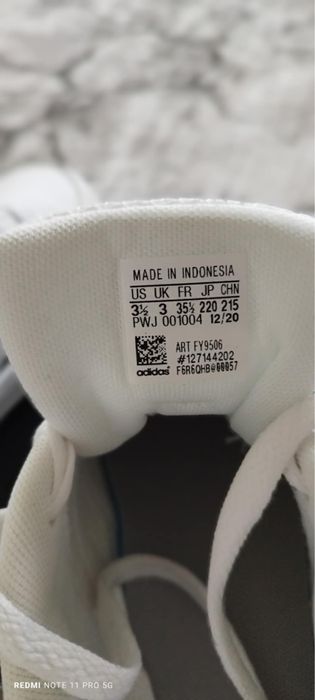 MADE IN INDONESIA
US UK FR JP CHN
3½ 3 35½ 220 215
PWJ 001004 12/20
ART FY9506
#127144202
adidas F6R6QHB@00057
REDMI NOTE 11 PRO 5G